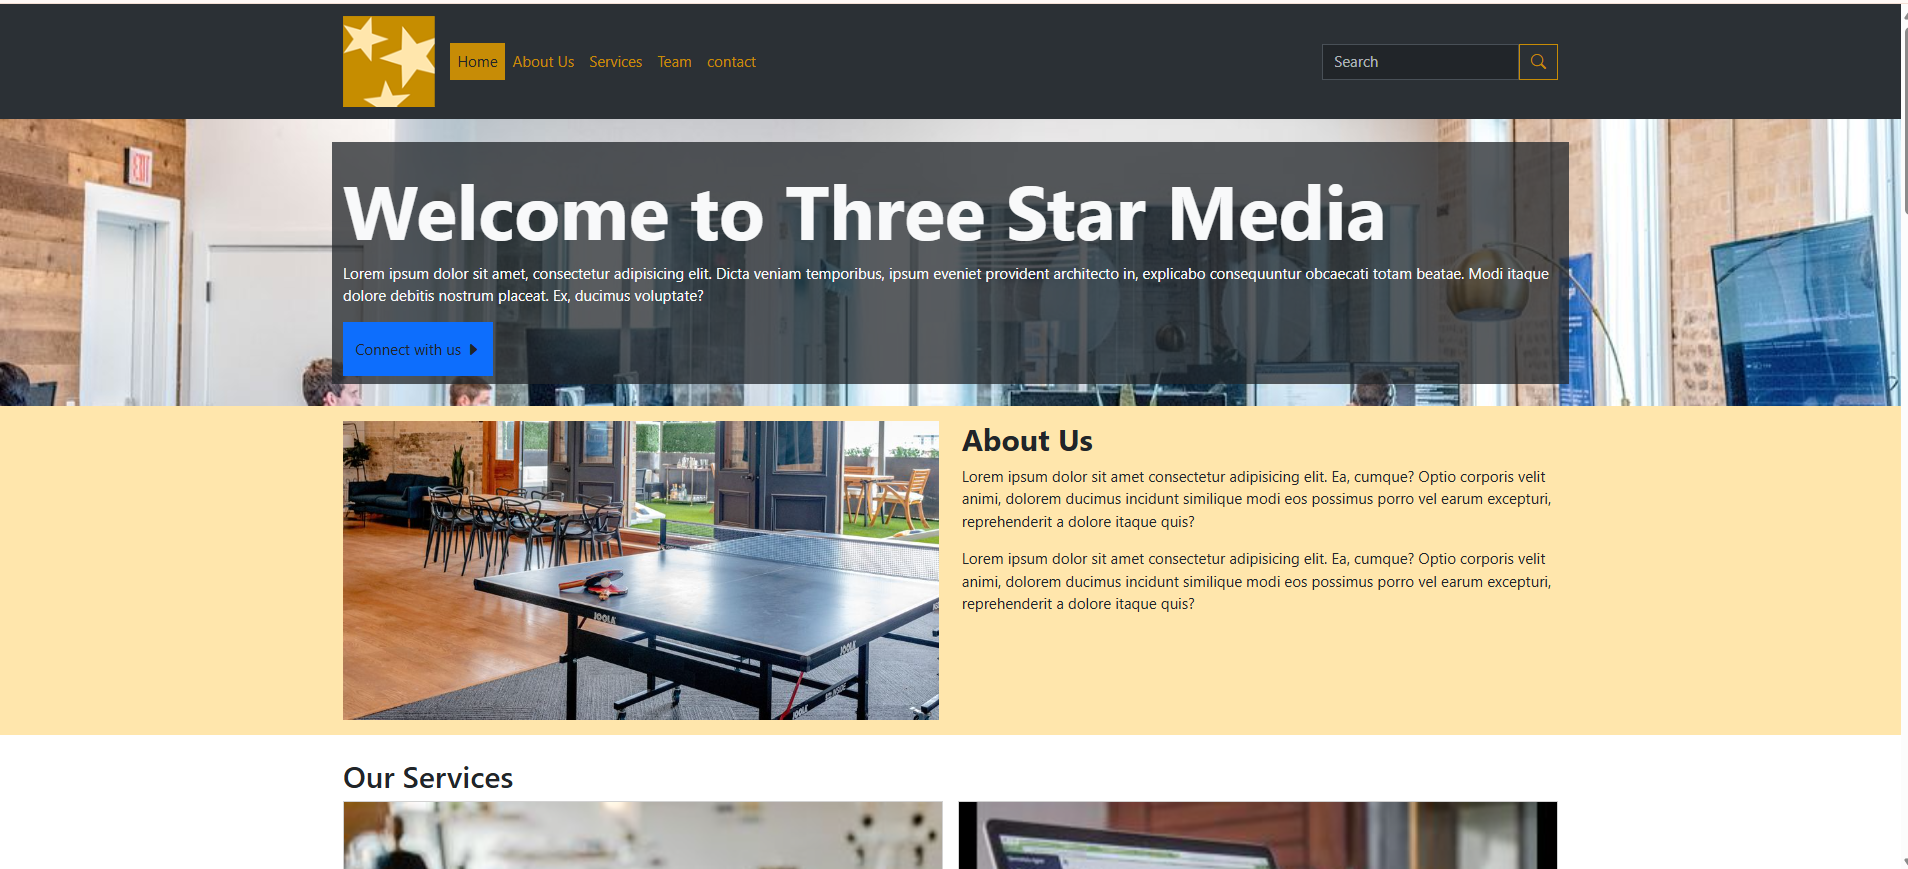 Home About Us Services Team contact Search
EXIT
Welcome to Three Star Media
Lorem ipsum dolor sit amet, consectetur adipisicing elit. Dicta veniam temporibus, ipsum eveniet provident architecto in, explicabo consequuntur obcaecati totam beatae. Modi itaque
dolore debitis nostrum placeat. Ex, ducimus voluptate?
Connect with us
About Us
Lorem ipsum dolor sit amet consectetur adipisicing elit. Ea, cumque? Optio corporis velit
animi, dolorem ducimus incidunt similique modi eos possimus porro vel earum excepturi,
reprehenderit a dolore itaque quis?
Lorem ipsum dolor sit amet consectetur adipisicing elit. Ea, cumque? Optio corporis velit
animi, dolorem ducimus incidunt similique modi eos possimus porro vel earum excepturi,
reprehenderit a dolore itaque quis?
JOOLA
JOOLA
JOOLA
Our Services